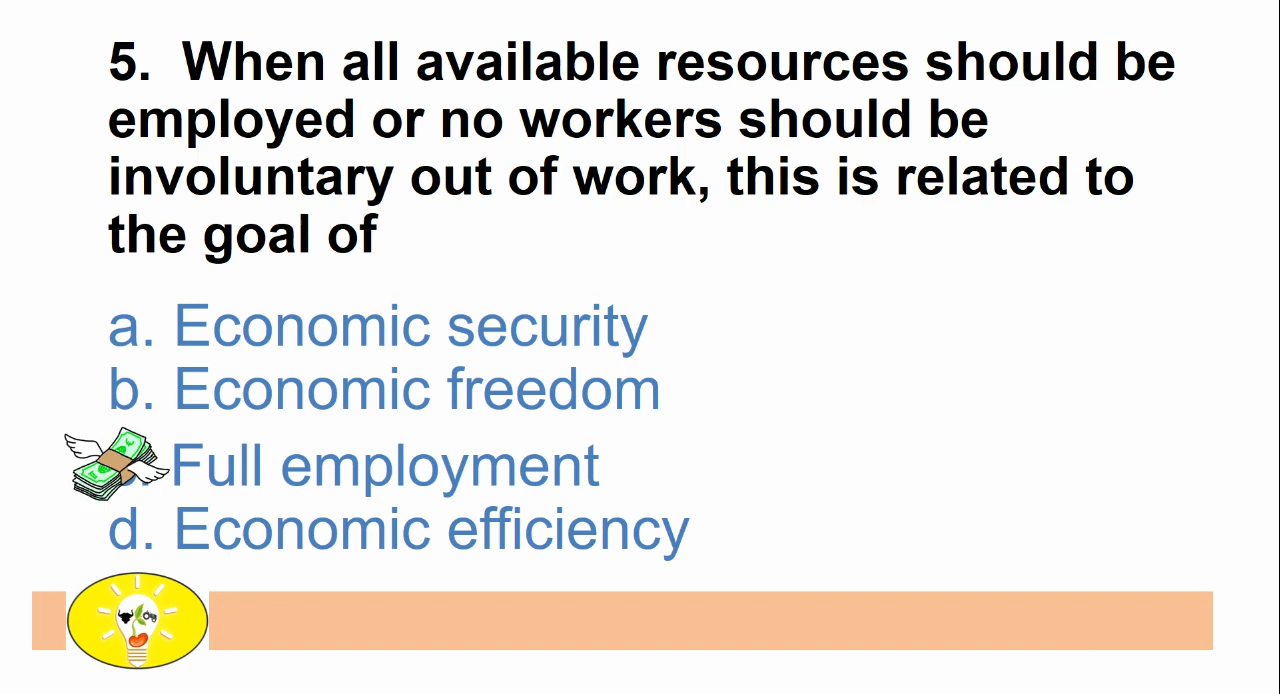 5. When all available resources should be
employed or no workers should be
involuntary out of work, this is related to
the goal of
a. Economic security
b. Economic freedom
Full employment
d. Economic efficiency